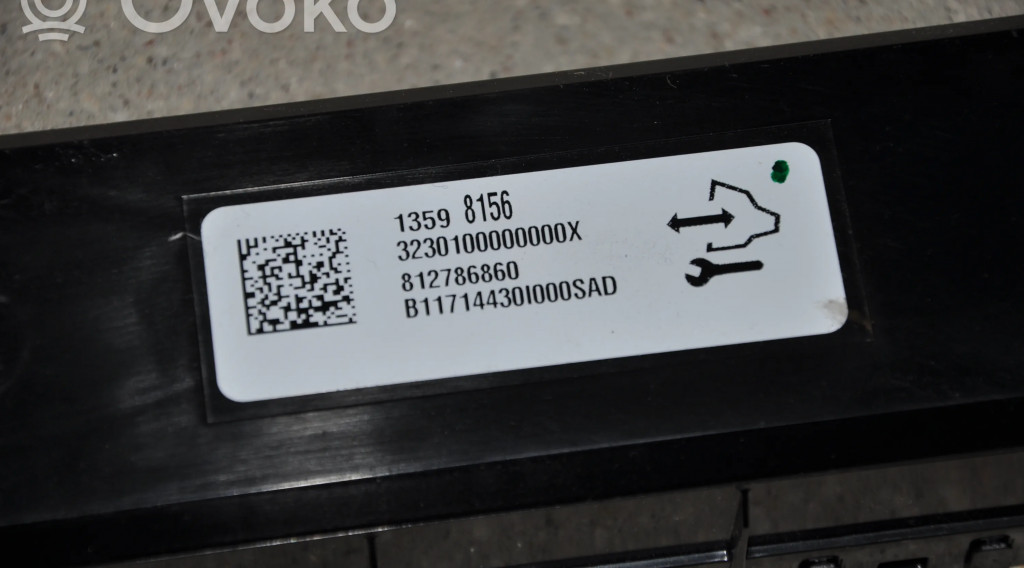 Ovoko
1359 8156
3230100000000X
812786860
B11714430I000SAD